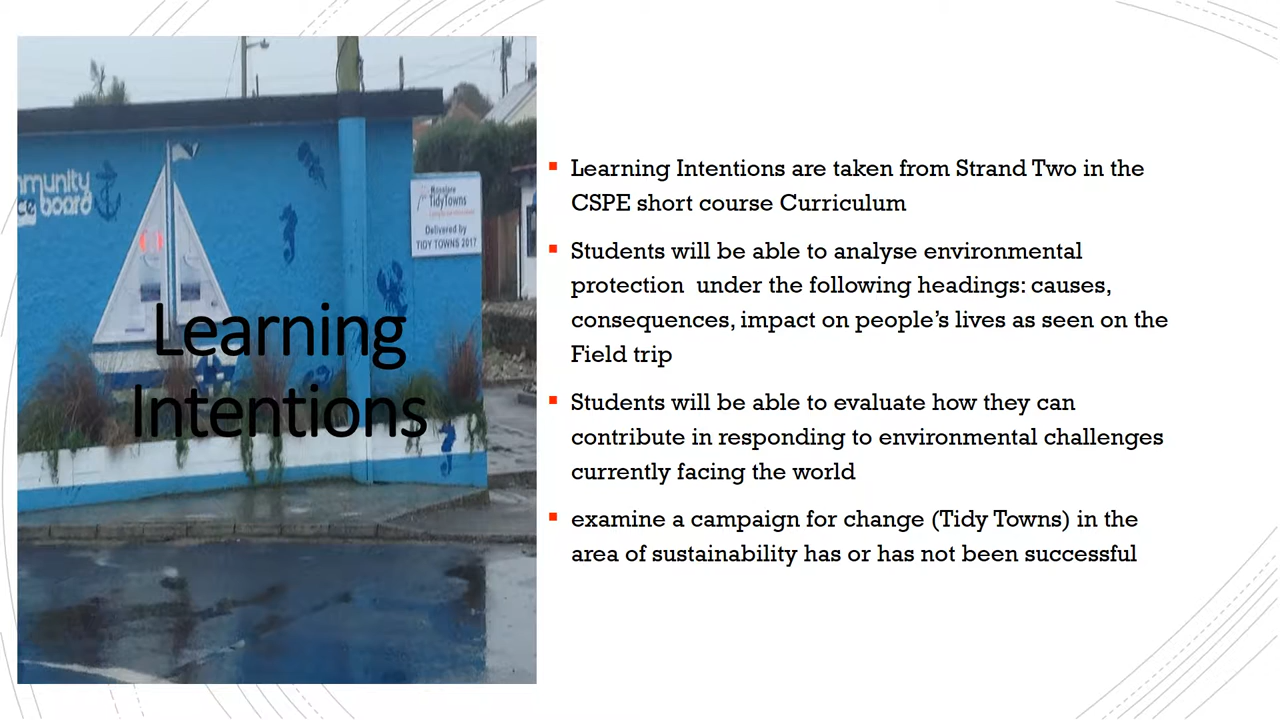 mmunity
board
Rosslare
TidyTowns
Delivered by
TIDY TOWNS 2017
Learning
Intentions
▪ Learning Intentions are taken from Strand Two in the
CSPE short course Curriculum
▪ Students will be able to analyse environmental
protection  under the following headings: causes,
consequences, impact on people’s lives as seen on the
Field trip
▪ Students will be able to evaluate how they can
contribute in responding to environmental challenges
currently facing the world
▪ examine a campaign for change (Tidy Towns) in the
area of sustainability has or has not been successful